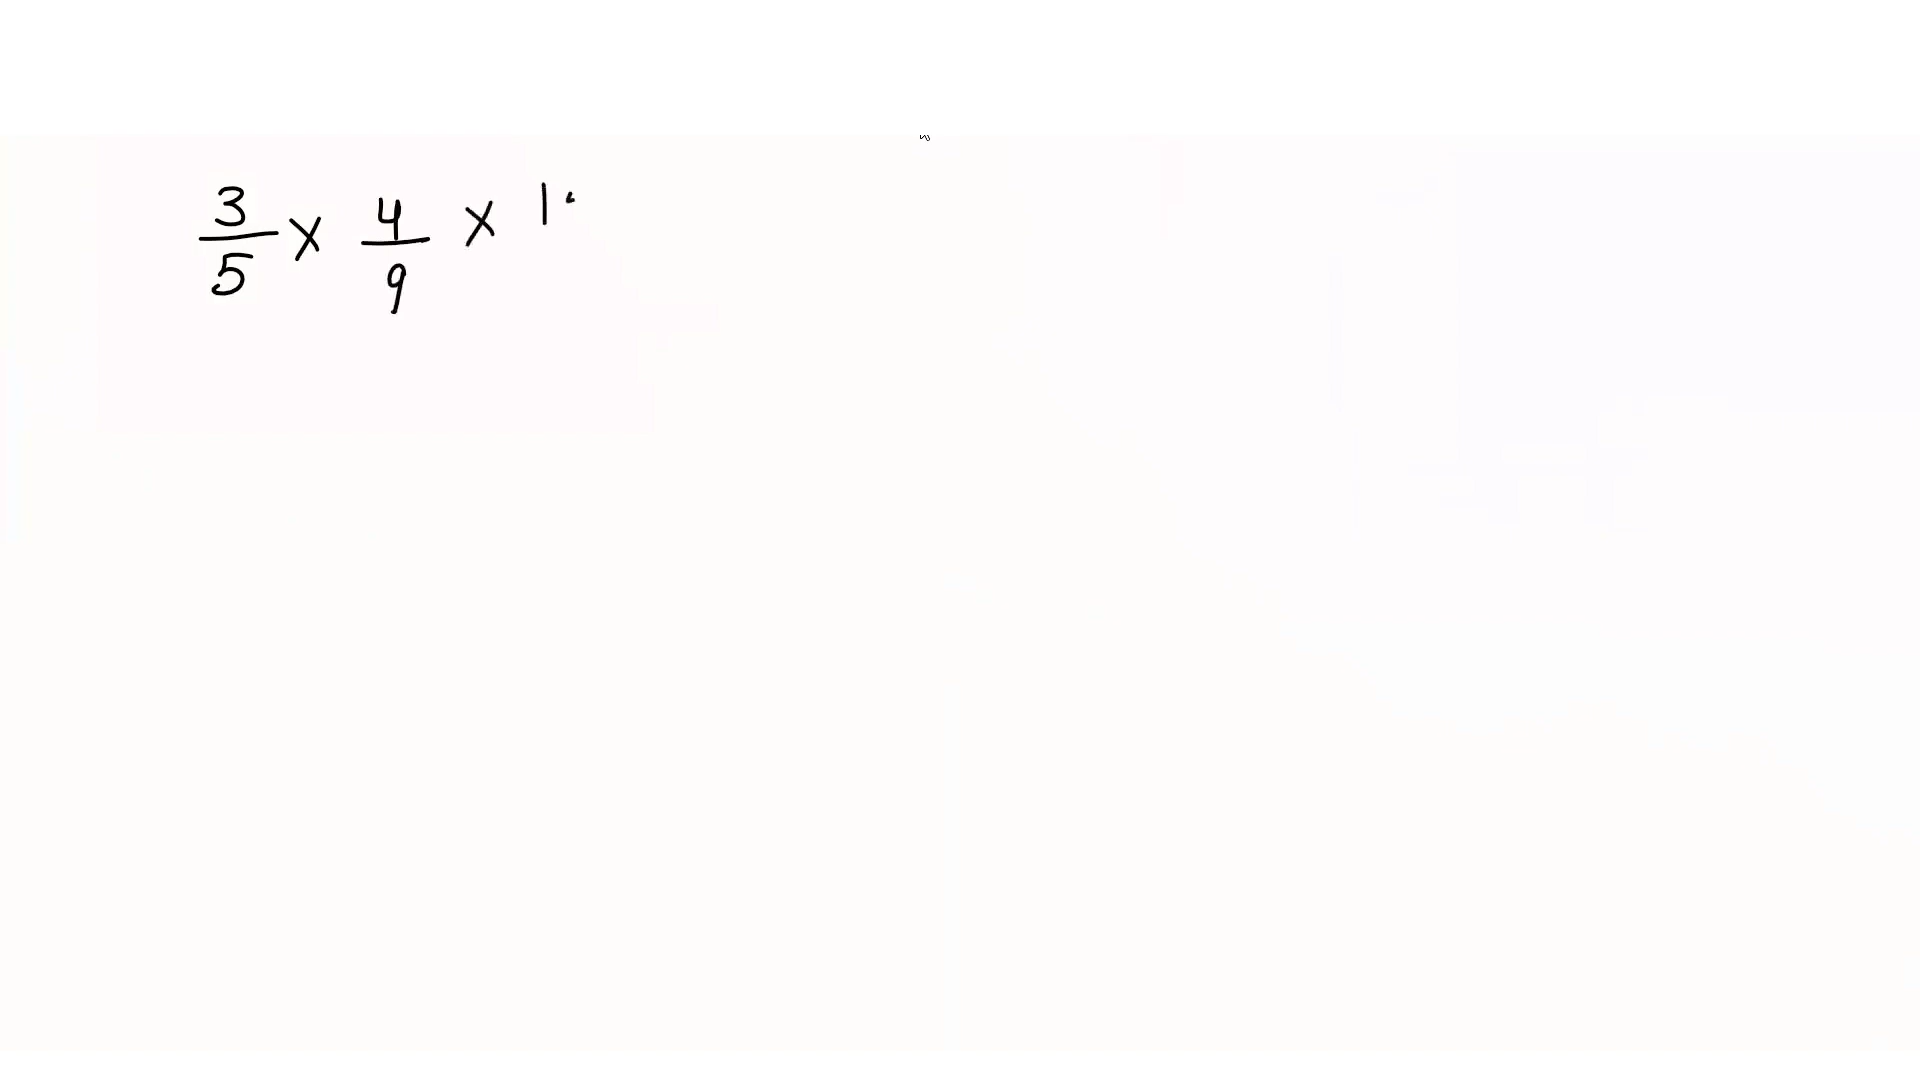 3/5 × 4/9 × 1